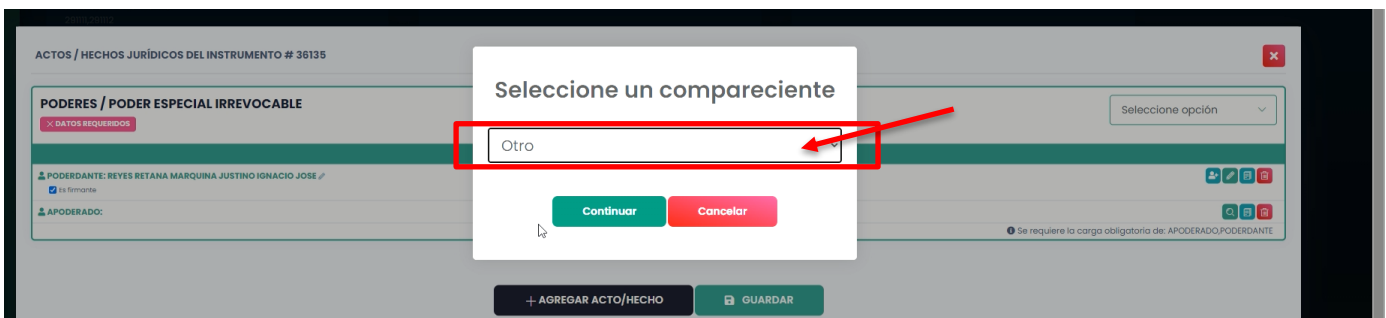 29011.29012
ACTOS / HECHOS JURÍDICOS DEL INSTRUMENTO # 36135
Seleccione un compareciente
PODERES / PODER ESPECIAL IRREVOCABLE
Seleccione opción
DATOS REQUERIDOS
Otro
PODERDANTE: REYES RETANA MARQUINA JUSTINO IGNACIO JOSE
Es firmante
APODERADO:
Continuar
Cancelar
Se requiere la carga obligatoria de: APODERADO,PODERDANTE
+ AGREGAR ACTO/HECHO
GUARDAR